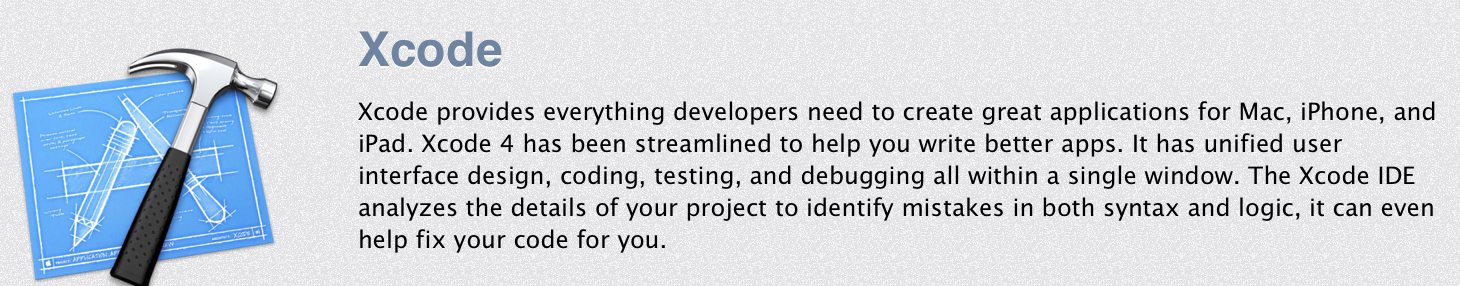 Xcode
Xcode provides everything developers need to create great applications for Mac, iPhone, and
iPad. Xcode 4 has been streamlined to help you write better apps. It has unified user
interface design, coding, testing, and debugging all within a single window. The Xcode IDE
analyzes the details of your project to identify mistakes in both syntax and logic, it can even
help fix your code for you.
XCODE